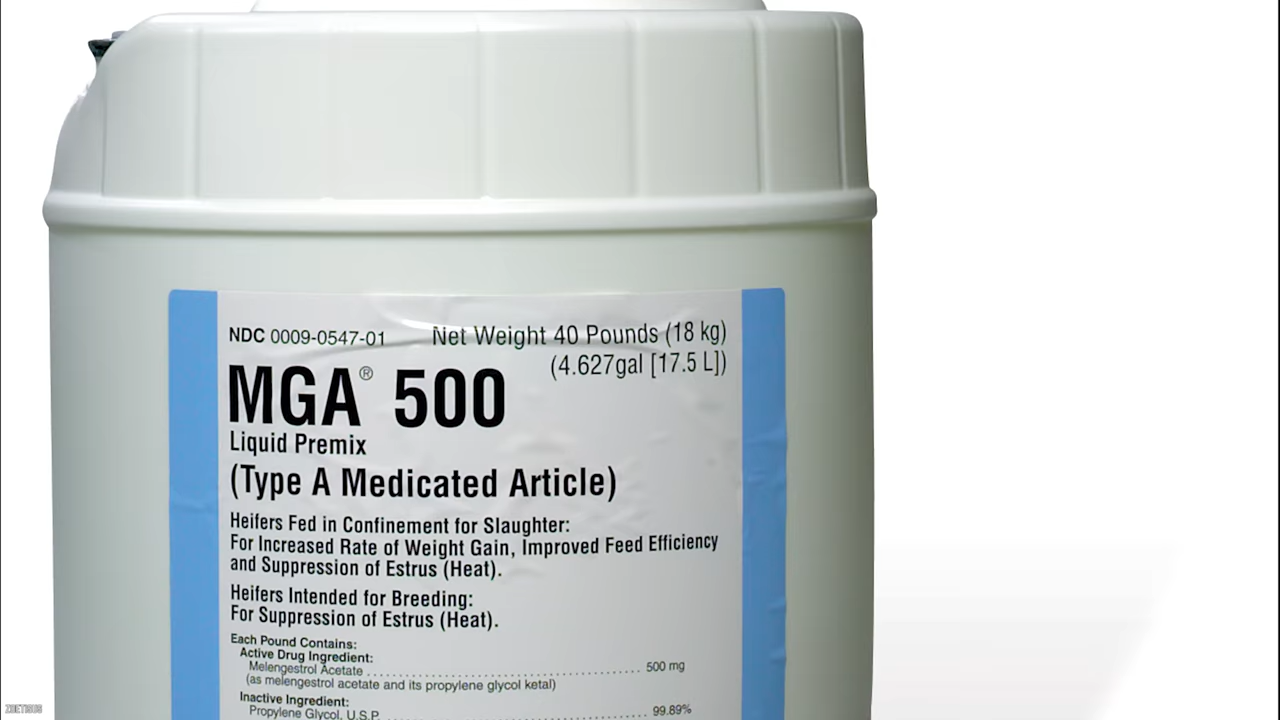 NDC 0009-0547-01
Net Weight 40 Pounds (18 kg)
(4.627gal [17.5 L])
MGA® 500
Liquid Premix
(Type A Medicated Article)
Heifers Fed in Confinement for Slaughter:
For Increased Rate of Weight Gain, Improved Feed Efficiency
and Suppression of Estrus (Heat).
Heifers Intended for Breeding:
For Suppression of Estrus (Heat).
Each Pound Contains:
Active Drug Ingredient:
Melengestrol Acetate ........................................ 500 mg
(as melengestrol acetate and its propylene glycol ketal)
Inactive Ingredient:
Propylene Glycol, U.S.P. ........................................ 99.89%